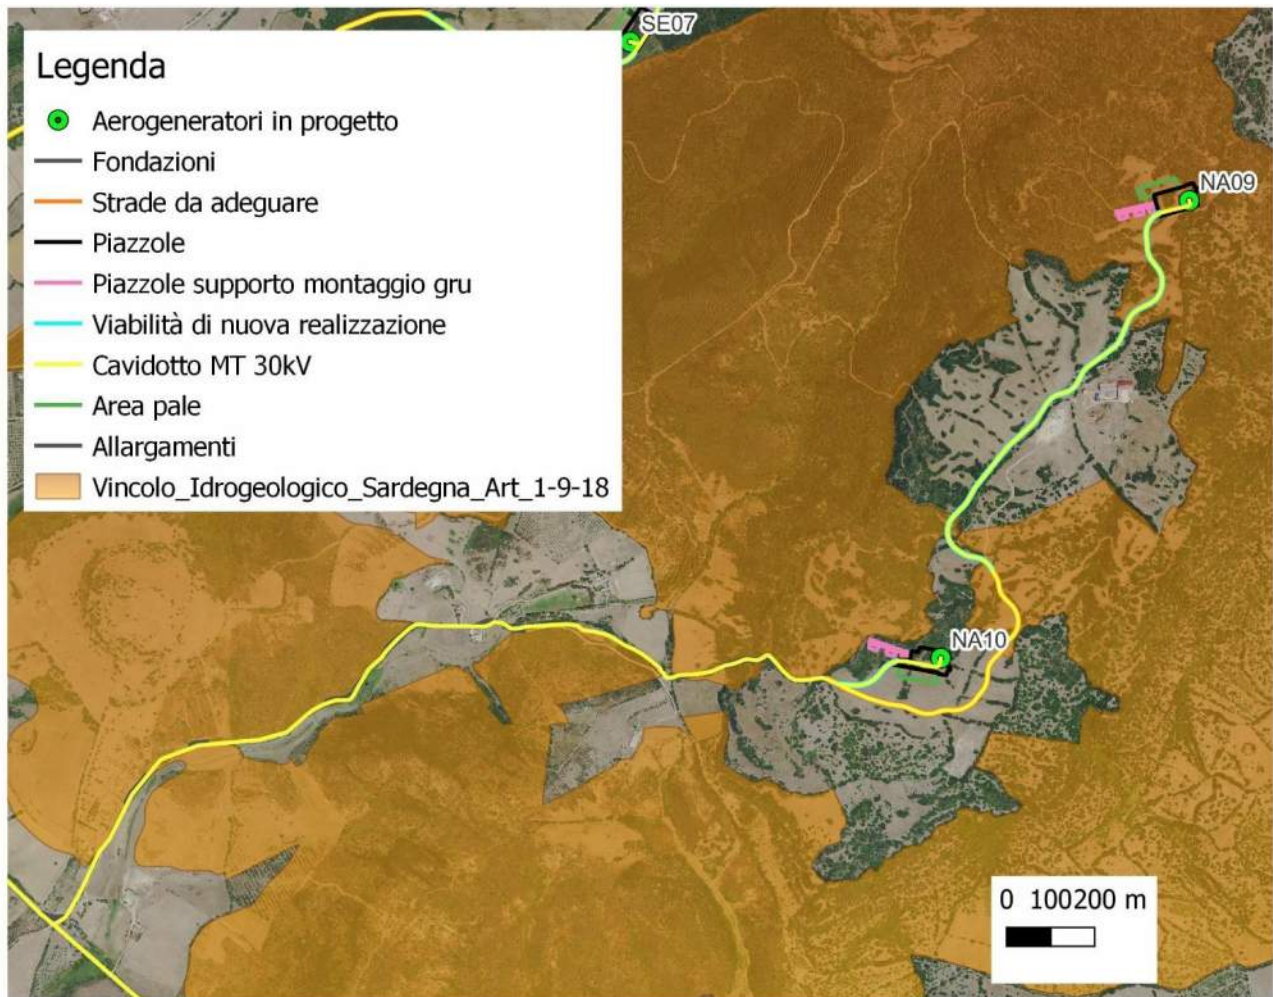 SE07
Legenda
Aerogeneratori in progetto
Fondazioni
Strade da adeguare
Piazzole
Piazzole supporto montaggio gru
Viabilità di nuova realizzazione
Cavidotto MT 30kV
Area pale
Allargamenti
Vincolo_Idrogeologico_Sardegna_Art_1-9-18
NA09
NA10
0 100200 m